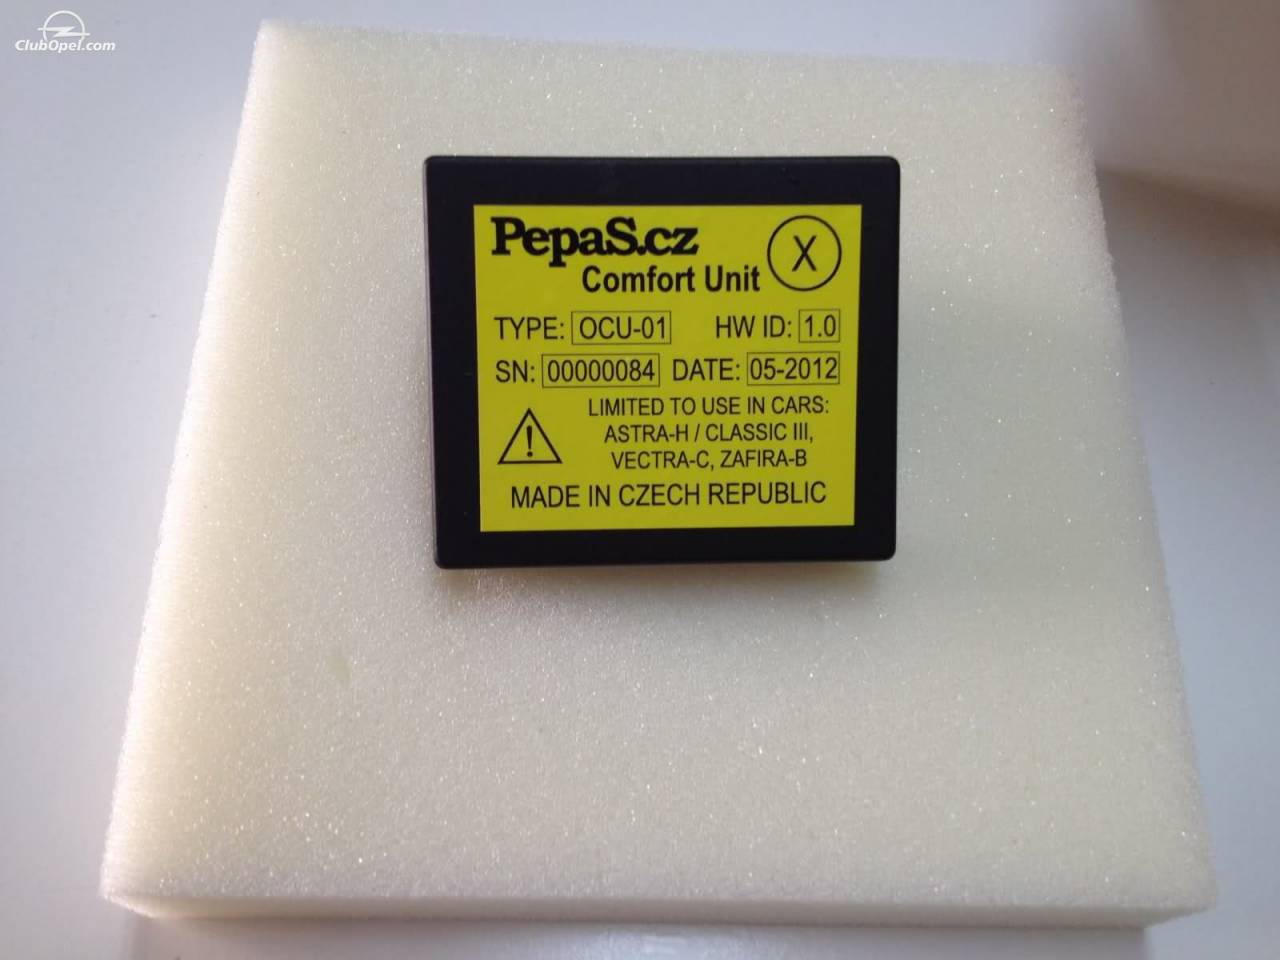 ClubOpel.com
PepaS.cz
X
Comfort Unit
TYPE: OCU-01 HW ID: 1.0
SN: 00000084 DATE: 05-2012
LIMITED TO USE IN CARS:
ASTRA-H / CLASSIC III,
VECTRA-C, ZAFIRA-B
!
MADE IN CZECH REPUBLIC